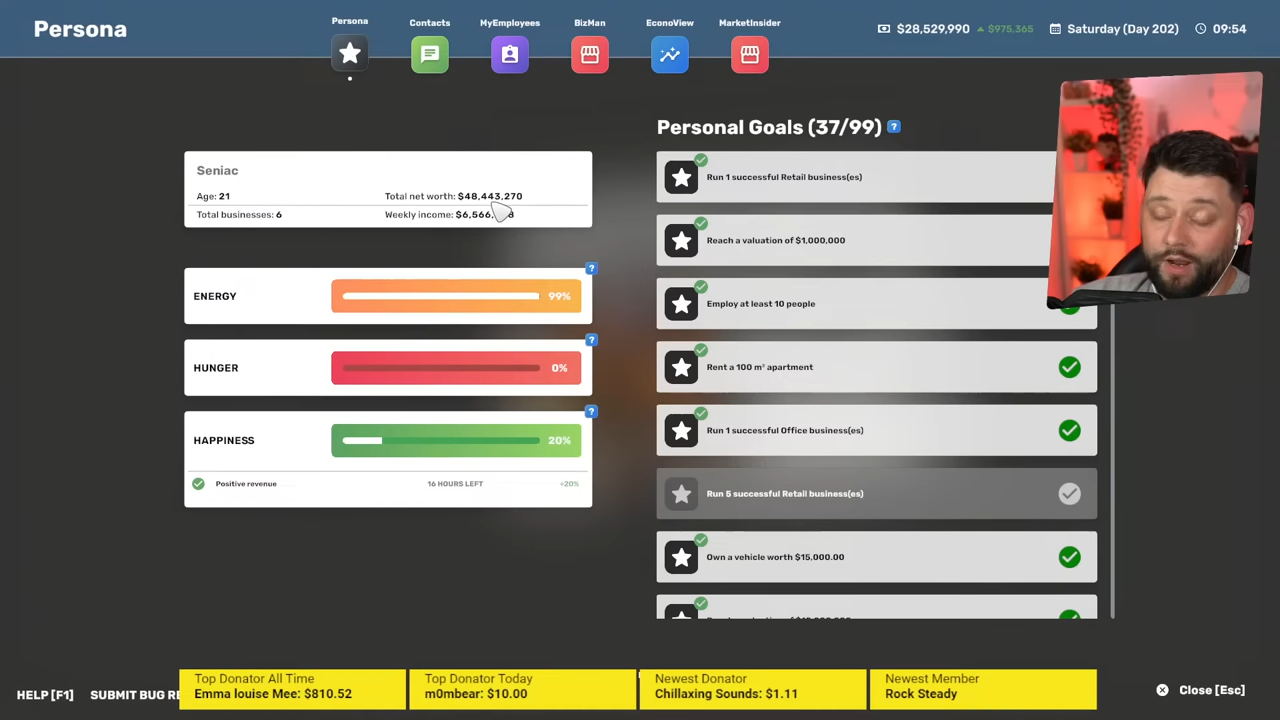 Persona
Persona
Contacts
MyEmployees
BizMan
EconoView
MarketInsider
$28,529,990
$975,365
Saturday (Day 202)
09:54
Seniac
Age: 21
Total net worth: $48,443,270
Total businesses: 6
Weekly income:
ENERGY
99%
?
HUNGER
0%
?
HAPPINESS
20%
?
Positive revenue
16 HOURS LEFT
+20%
Personal Goals (37/99)
?
Run 1 successful Retail business(es)
Reach a valuation of $1,000,000
Employ at least 10 people
Rent a 100 m² apartment
Run 1 successful Office business(es)
Run 5 successful Retail business(es)
Own a vehicle worth $15,000.00
HELP [F1]
SUBMIT BUG
Top Donator All Time
Emma louise Mee: $810.52
Top Donator Today
m0mbear: $10.00
Newest Donator
Chillaxing Sounds: $1.11
Newest Member
Rock Steady
Close [Esc]